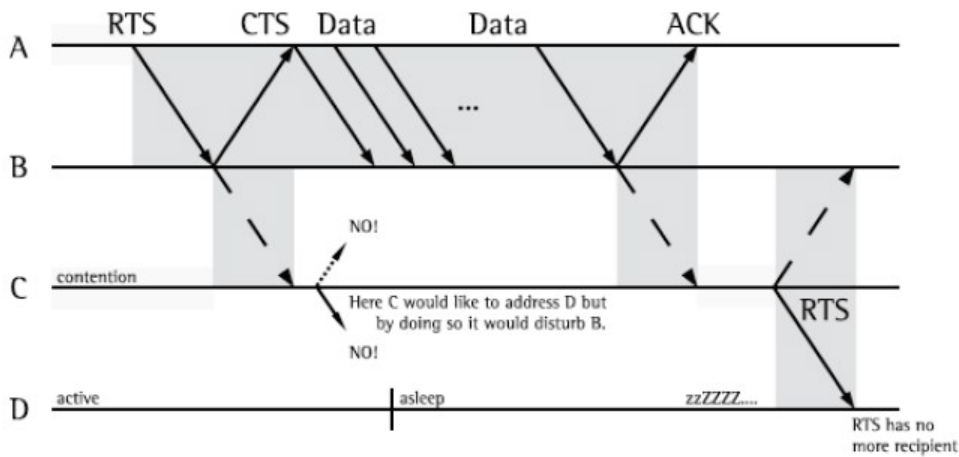 RTS CTS Data Data ACK
A
...
B
NO!
contention
C
Here C would like to address D but
by doing so it would disturb B.
RTS
NO!
active asleep zzZZZZ....
D
RTS has no
more recipient